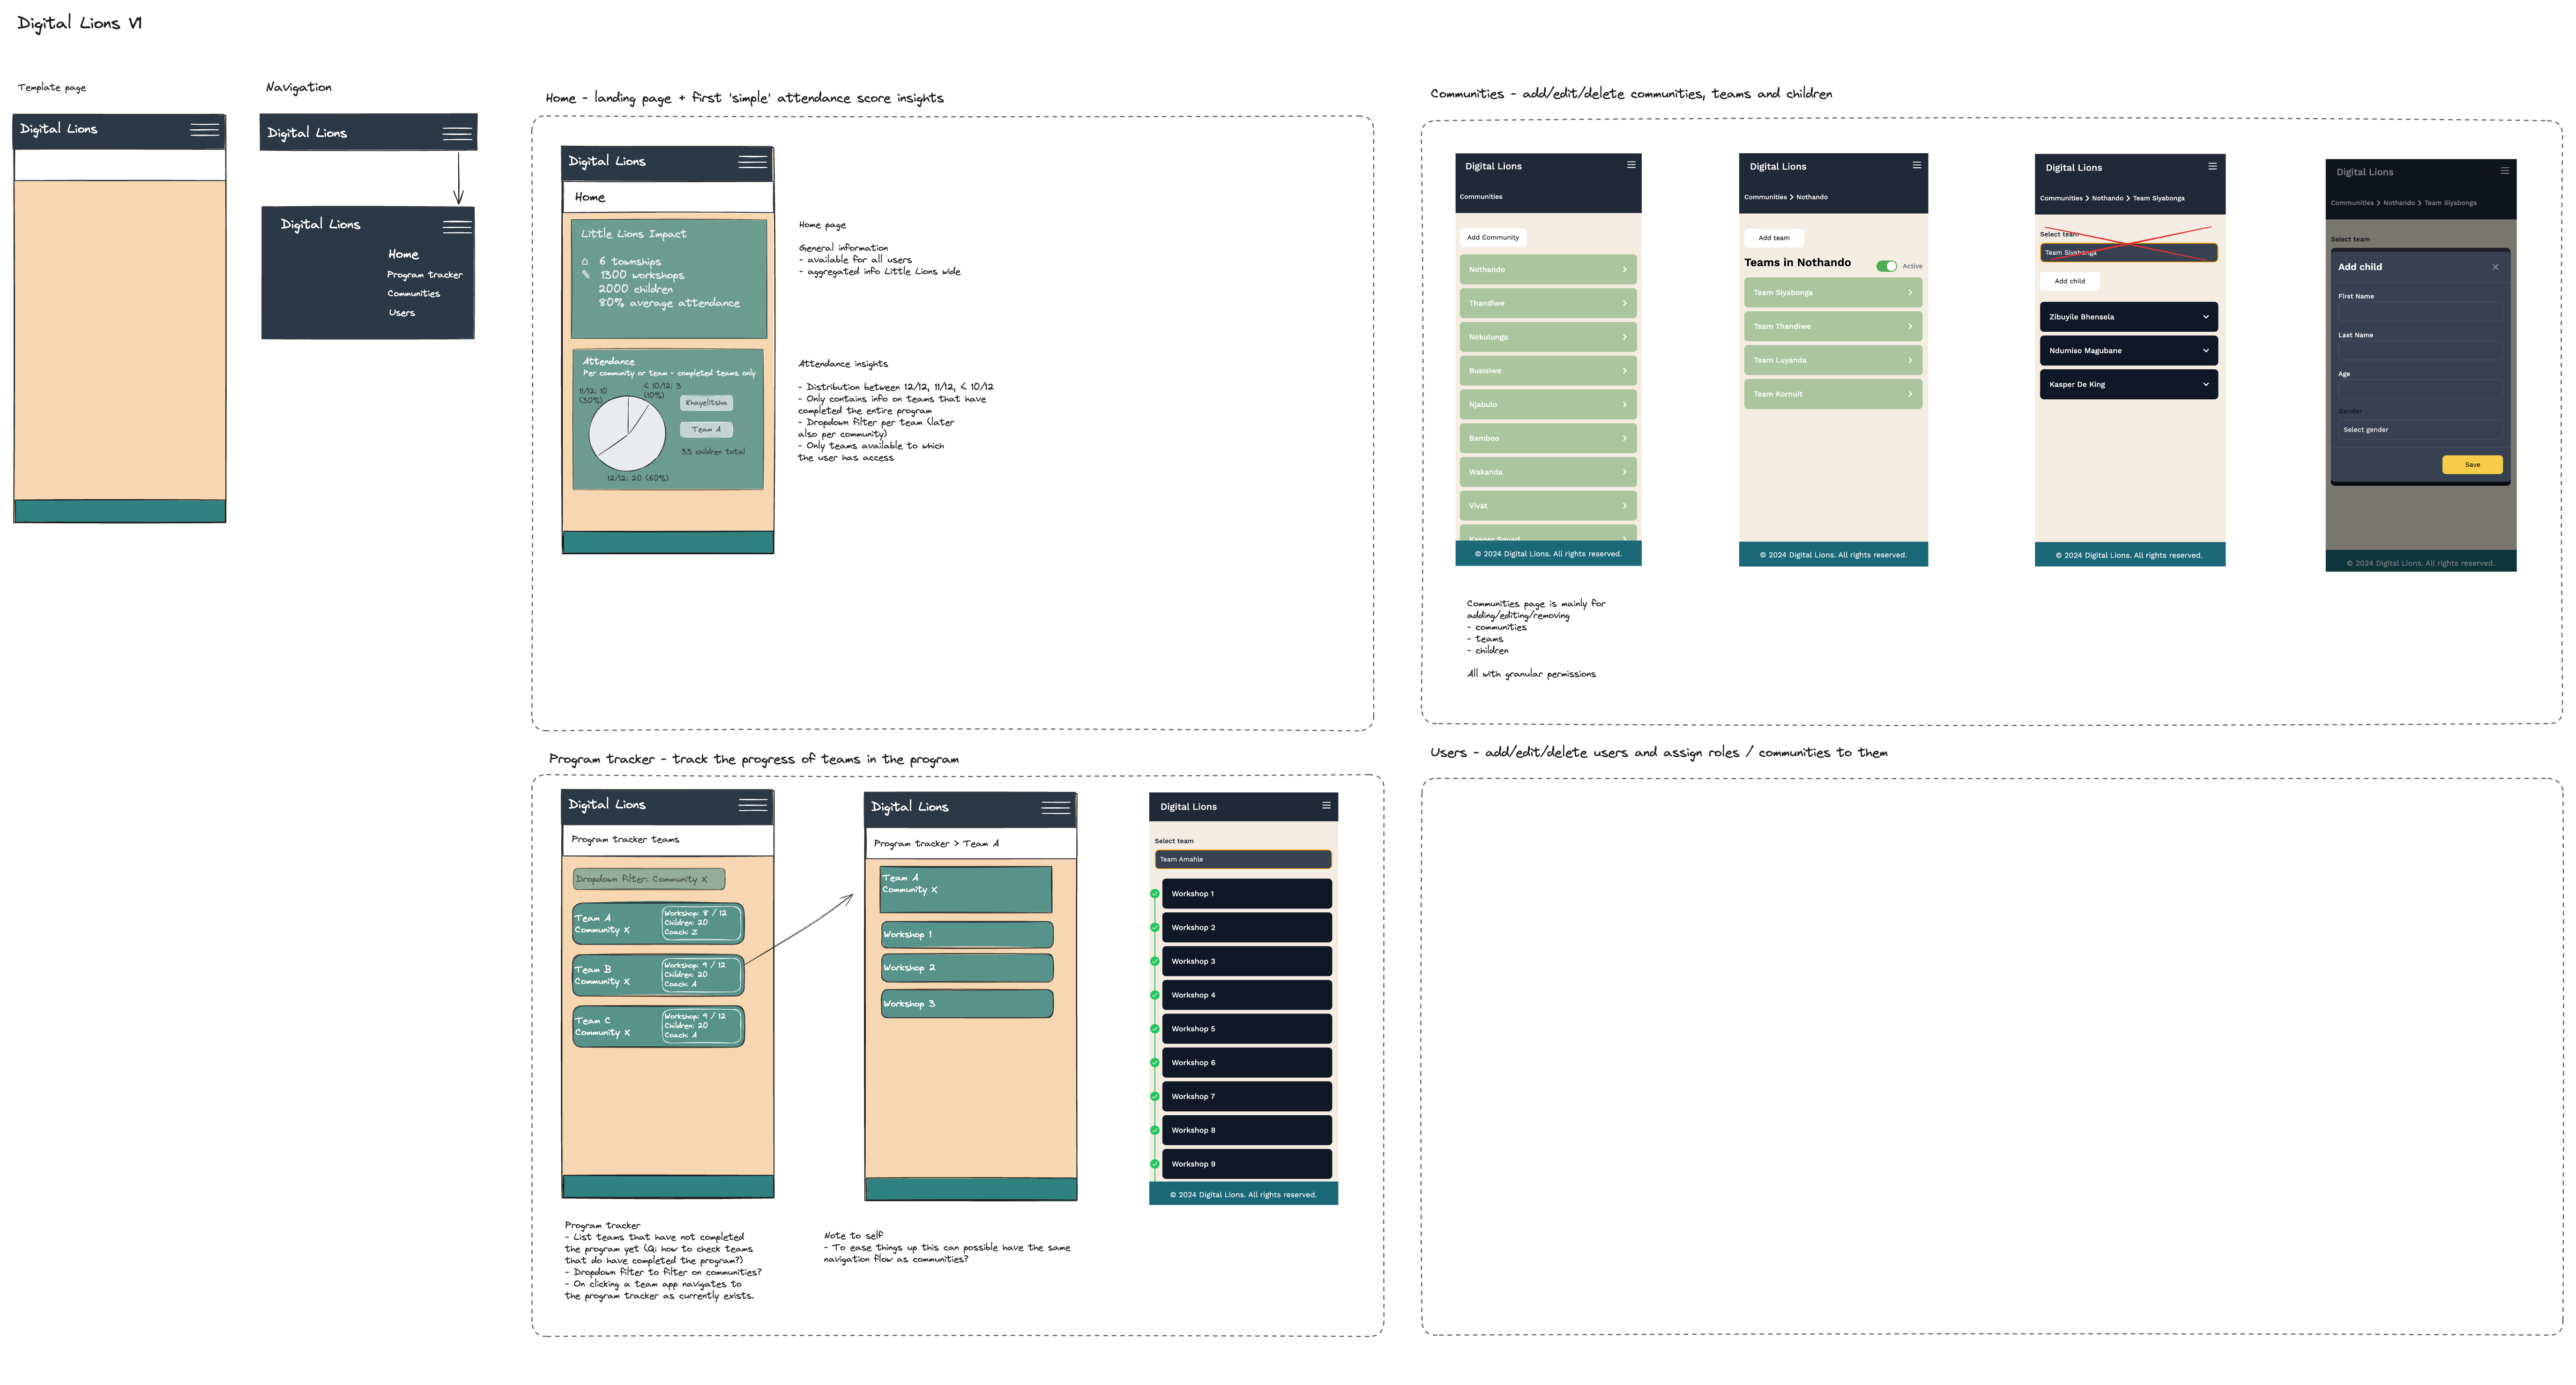 Digital Lions V1
Template page
Digital Lions
Navigation
Digital Lions
Digital Lions
Home
Program tracker
Communities
Users
Home - landing page + first 'simple' attendance score insights
Digital Lions
Home
Little Lions Impact
6 townships
1300 workshops
2000 children
80% average attendance
Attendance
Per community or team - completed teams only
11/12: 10
(30%)
< 10/12: 3
(10%)
Khayelitsha
Team A
33 children total
12/12: 20 (60%)
Home page
General information
- available for all users
- aggregated info Little Lions wide
Attendance insights
- Distribution between 12/12, 11/12, < 10/12
- Only contains info on teams that have
completed the entire program
- Dropdown filter per team (later
also per community)
- Only teams available to which
the user has access
Communities - add/edit/delete communities, teams and children
Digital Lions
Communities
Add Community
Nothando
Thandiwe
Nokulunga
Busisiwe
Njabulo
Bamboo
Wakanda
Vivat
Kasper Squad
© 2024 Digital Lions. All rights reserved.
Digital Lions
Communities > Nothando
Add team
Teams in Nothando
Active
Team Siyabonga
Team Thandiwe
Team Luyanda
Team Kornuit
© 2024 Digital Lions. All rights reserved.
Digital Lions
Communities > Nothando > Team Siyabonga
Select team
Team Siyabonga
Add child
Zibuyile Bhensela
Ndumiso Magubane
Kasper De King
© 2024 Digital Lions. All rights reserved.
Digital Lions
Communities > Nothando > Team Siyabonga
Select team
Add child
First Name
Last Name
Age
Gender
Select gender
Save
© 2024 Digital Lions. All rights reserved.
Communities page is mainly for
adding/editing/removing
- communities
- teams
- children
All with granular permissions
Program tracker - track the progress of teams in the program
Digital Lions
Program tracker teams
Dropdown filter: Community X
Team A
Community X
Workshop: 8 / 12
Children: 20
Coach: Z
Team B
Community X
Workshop: 9 / 12
Children: 20
Coach: A
Team C
Community X
Workshop: 9 / 12
Children: 20
Coach: A
Digital Lions
Program tracker > Team A
Team A
Community X
Workshop 1
Workshop 2
Workshop 3
Digital Lions
Select team
Team Amahle
Workshop 1
Workshop 2
Workshop 3
Workshop 4
Workshop 5
Workshop 6
Workshop 7
Workshop 8
Workshop 9
© 2024 Digital Lions. All rights reserved.
Program tracker
- List teams that have not completed
the program yet (Q: how to check teams
that do have completed the program?)
- Dropdown filter to filter on communities?
- On clicking a team app navigates to
the program tracker as currently exists.
Note to self
- To ease things up this can possible have the same
navigation flow as communities?
Users - add/edit/delete users and assign roles / communities to them